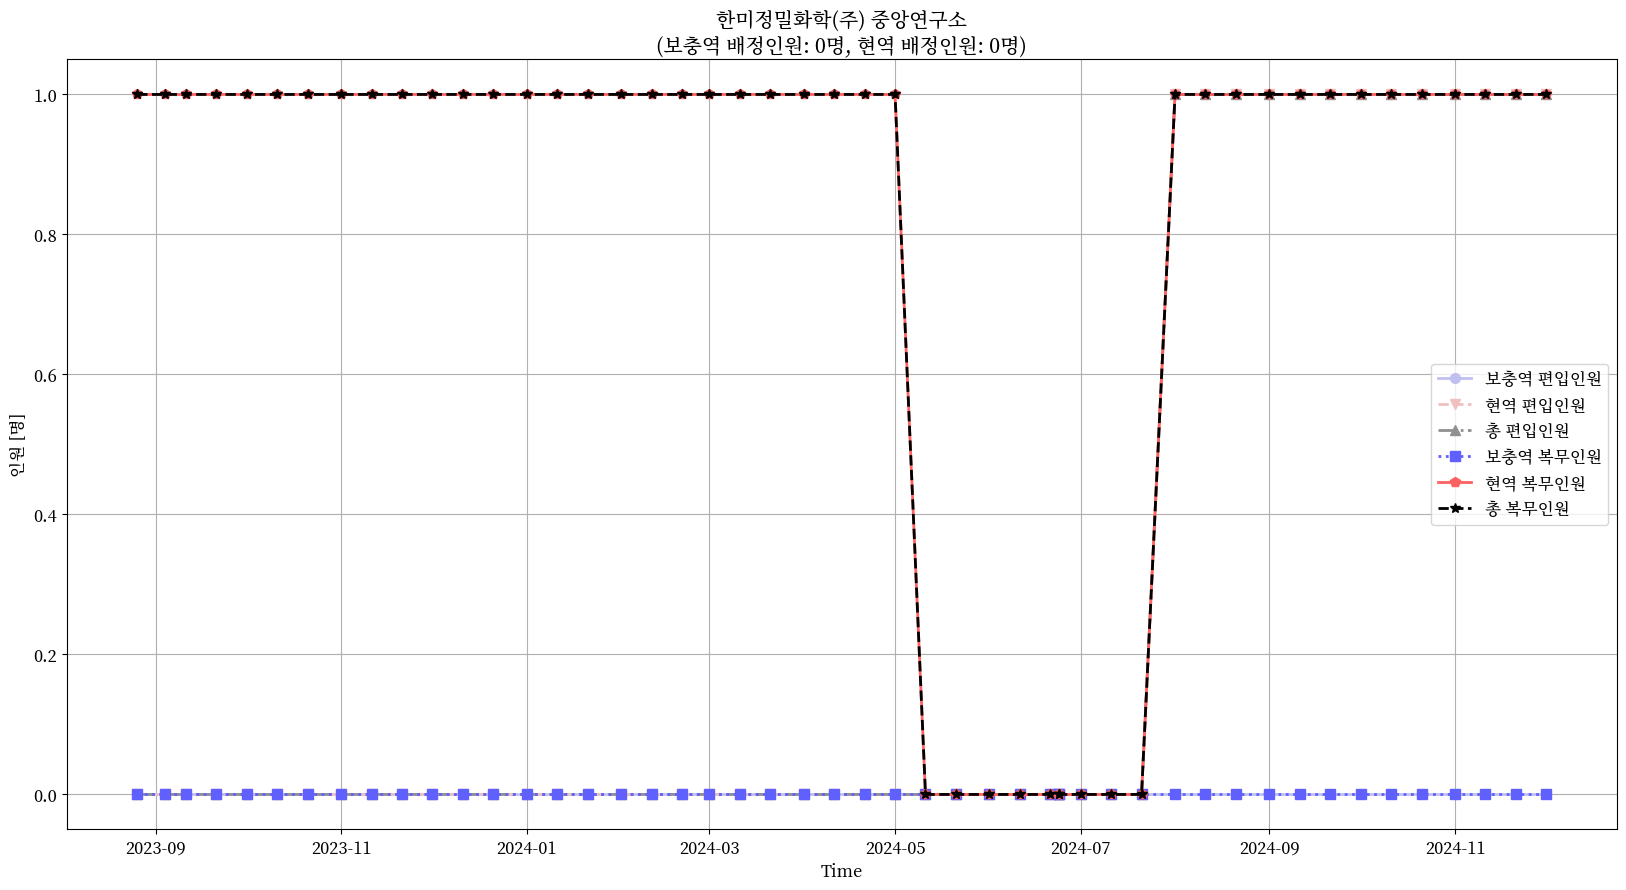 한미정밀화학(주) 중앙연구소
(보충역 배정인원: 0명, 현역 배정인원: 0명)
인원 [명]
1.0
0.8
0.6
0.4
0.2
0.0
보충역 편입인원
현역 편입인원
총 편입인원
보충역 복무인원
현역 복무인원
총 복무인원
2023-09 2023-11 2024-01 2024-03 2024-05 2024-07 2024-09 2024-11
Time